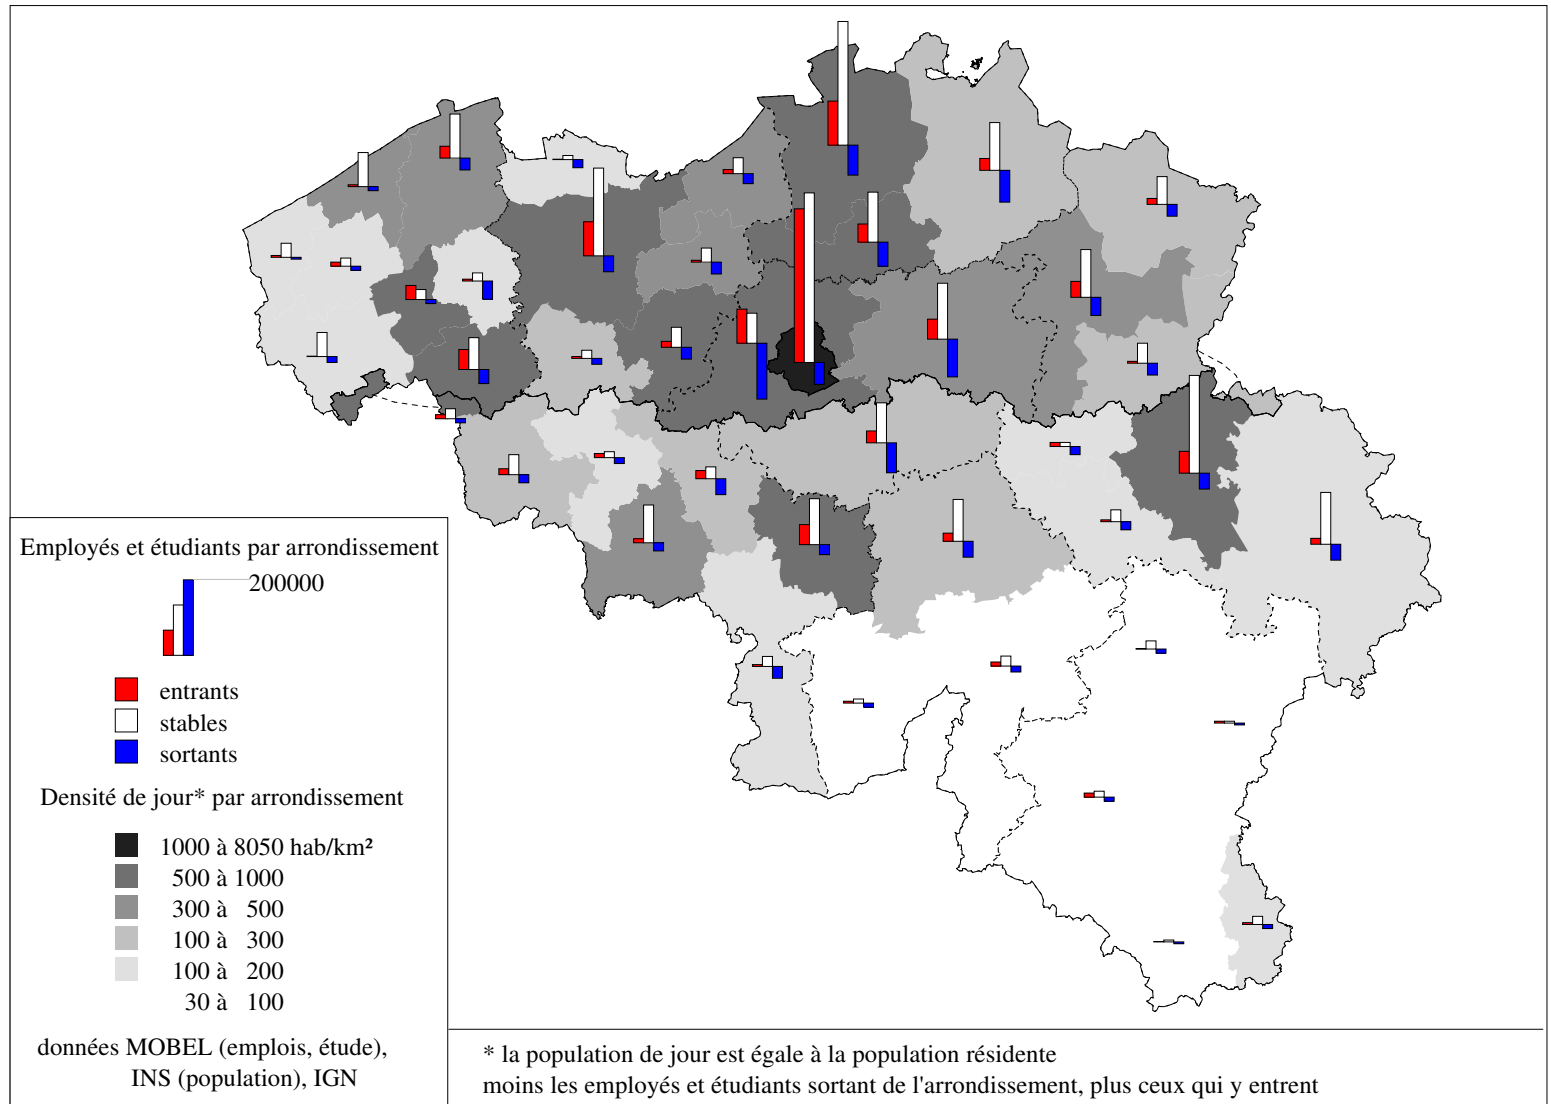 Employés et étudiants par arrondissement
200000
entrants
stables
sortants
Densité de jour* par arrondissement
1000 à 8050 hab/km²
500 à 1000
300 à 500
100 à 300
100 à 200
30 à 100
données MOBEL (emplois, étude),
INS (population), IGN
* la population de jour est égale à la population résidente
moins les employés et étudiants sortant de l'arrondissement, plus ceux qui y entrent